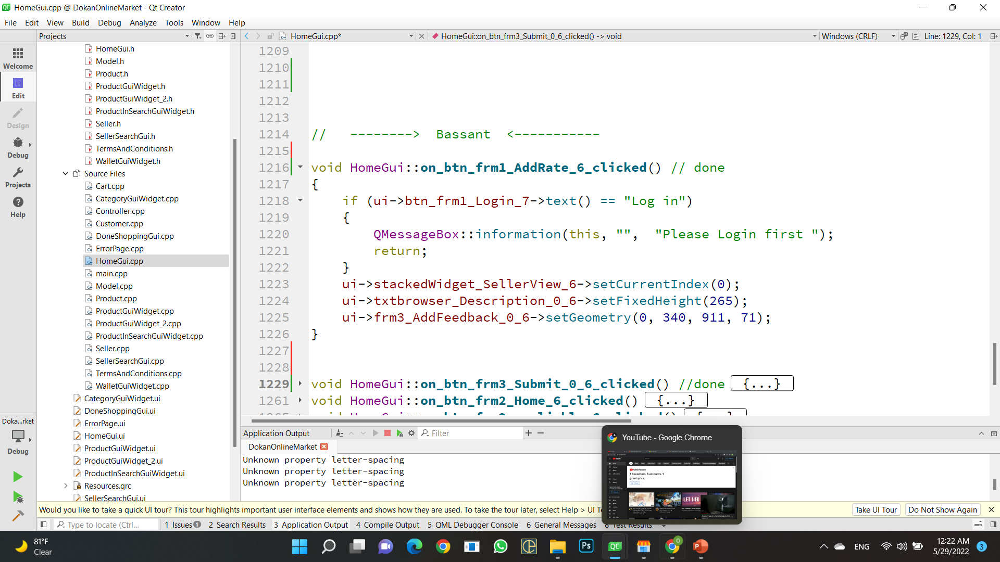 HomeGui.cpp @ DokanOnlineMarket - Qt Creator
File Edit View Build Debug Analyze Tools Window Help
Projects
HomeGui.cpp*
HomeGui::on_btn_frm3_Submit_0_6_clicked() -> void
Windows (CRLF)
Line: 1229, Col: 1
Welcome
Edit
Design
Debug
Projects
Help
Doka...rket
Debug
HomeGui.h
Model.h
Product.h
ProductGuiWidget.h
ProductGuiWidget_2.h
ProductInSearchGuiWidget.h
Seller.h
SellerSearchGui.h
TermsAndConditions.h
WalletGuiWidget.h
Source Files
Cart.cpp
CategoryGuiWidget.cpp
Controller.cpp
Customer.cpp
DoneShoppingGui.cpp
ErrorPage.cpp
HomeGui.cpp
main.cpp
Model.cpp
Product.cpp
ProductGuiWidget.cpp
ProductGuiWidget_2.cpp
ProductInSearchGuiWidget.cpp
Seller.cpp
SellerSearchGui.cpp
TermsAndConditions.cpp
WalletGuiWidget.cpp
CategoryGuiWidget.ui
DoneShoppingGui.ui
ErrorPage.ui
HomeGui.ui
ProductGuiWidget.ui
ProductGuiWidget_2.ui
ProductInSearchGuiWidget.ui
Resources.qrc
SellerSearchGui.ui
1209
1210
1211
1212
1213
1214 //   -------->  Bassant  <-----------
1215
1216 void HomeGui::on_btn_frm1_AddRate_6_clicked() // done
1217 {
1218     if (ui->btn_frm1_Login_7->text() == "Log in")
1219     {
1220         QMessageBox::information(this, "",  "Please Login first ");
1221         return;
1222     }
1223     ui->stackedWidget_SellerView_6->setCurrentIndex(0);
1224     ui->txtbrowser_Description_0_6->setFixedHeight(265);
1225     ui->frm3_AddFeedback_0_6->setGeometry(0, 340, 911, 71);
1226 }
1227
1228
1229 void HomeGui::on_btn_frm3_Submit_0_6_clicked() //done {...}
1261 void HomeGui::on_btn_frm2_Home_6_clicked() {...}
Application Output
Filter
DokanOnlineMarket
Unknown property letter-spacing
Unknown property letter-spacing
Unknown property letter-spacing
YouTube - Google Chrome
1 household. 6 accounts. 1
great price.
LET HER
Would you like to take a quick UI tour? This tour highlights important user interface elements and shows how they are used. To take the tour later, select Help > UI T
Take UI Tour
Do Not Show Again
Type to locate (Ctrl...
1 Issues 1
2 Search Results
3 Application Output
4 Compile Output
5 QML Debugger Console
6 General Messages
8 Test Results
81°F
Clear
Ps
QC
ENG
12:22 AM
5/29/2022
3